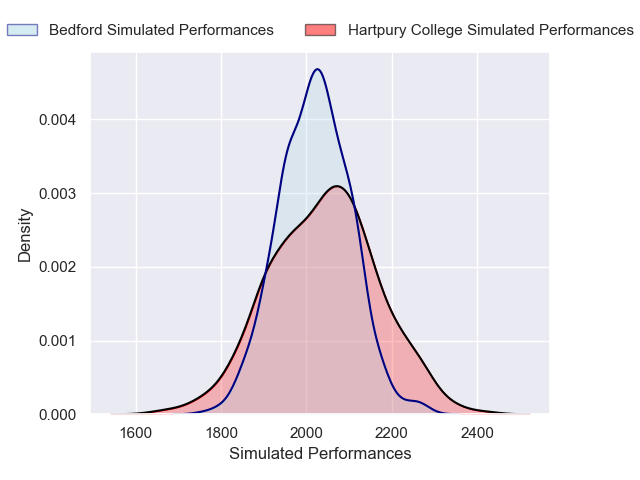 Bedford Simulated Performances
Hartpury College Simulated Performances
0.004
0.003
0.002
0.001
0.000
Density
1600 1800 2000 2200 2400
Simulated Performances